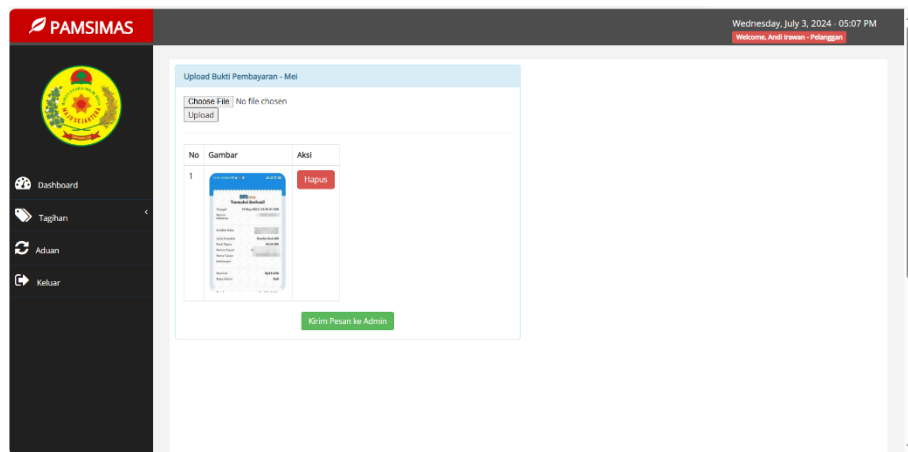 PAMSIMAS
Wednesday, July 3, 2024 - 05:07 PM
Welcome, Andi Irawan - Pelanggan
Dashboard
Tagihan
Aduan
Keluar
Upload Bukti Pembayaran - Mei
Choose File No file chosen
Upload
No Gambar Aksi
1 Hapus
Transaksi Berhasil
Kirim Pesan ke Admin